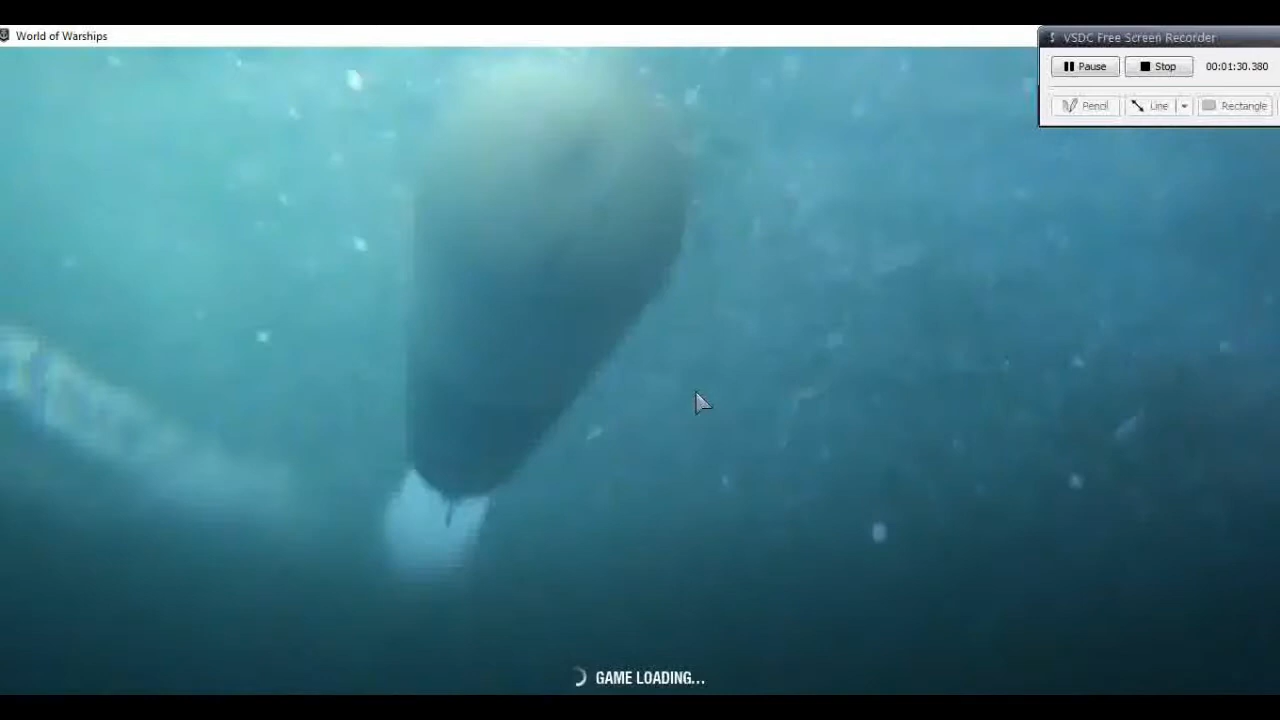 World of Warships
VSDC Free Screen Recorder
Pause Stop 00:01:30.380
Pencil Line Rectangle
GAME LOADING...